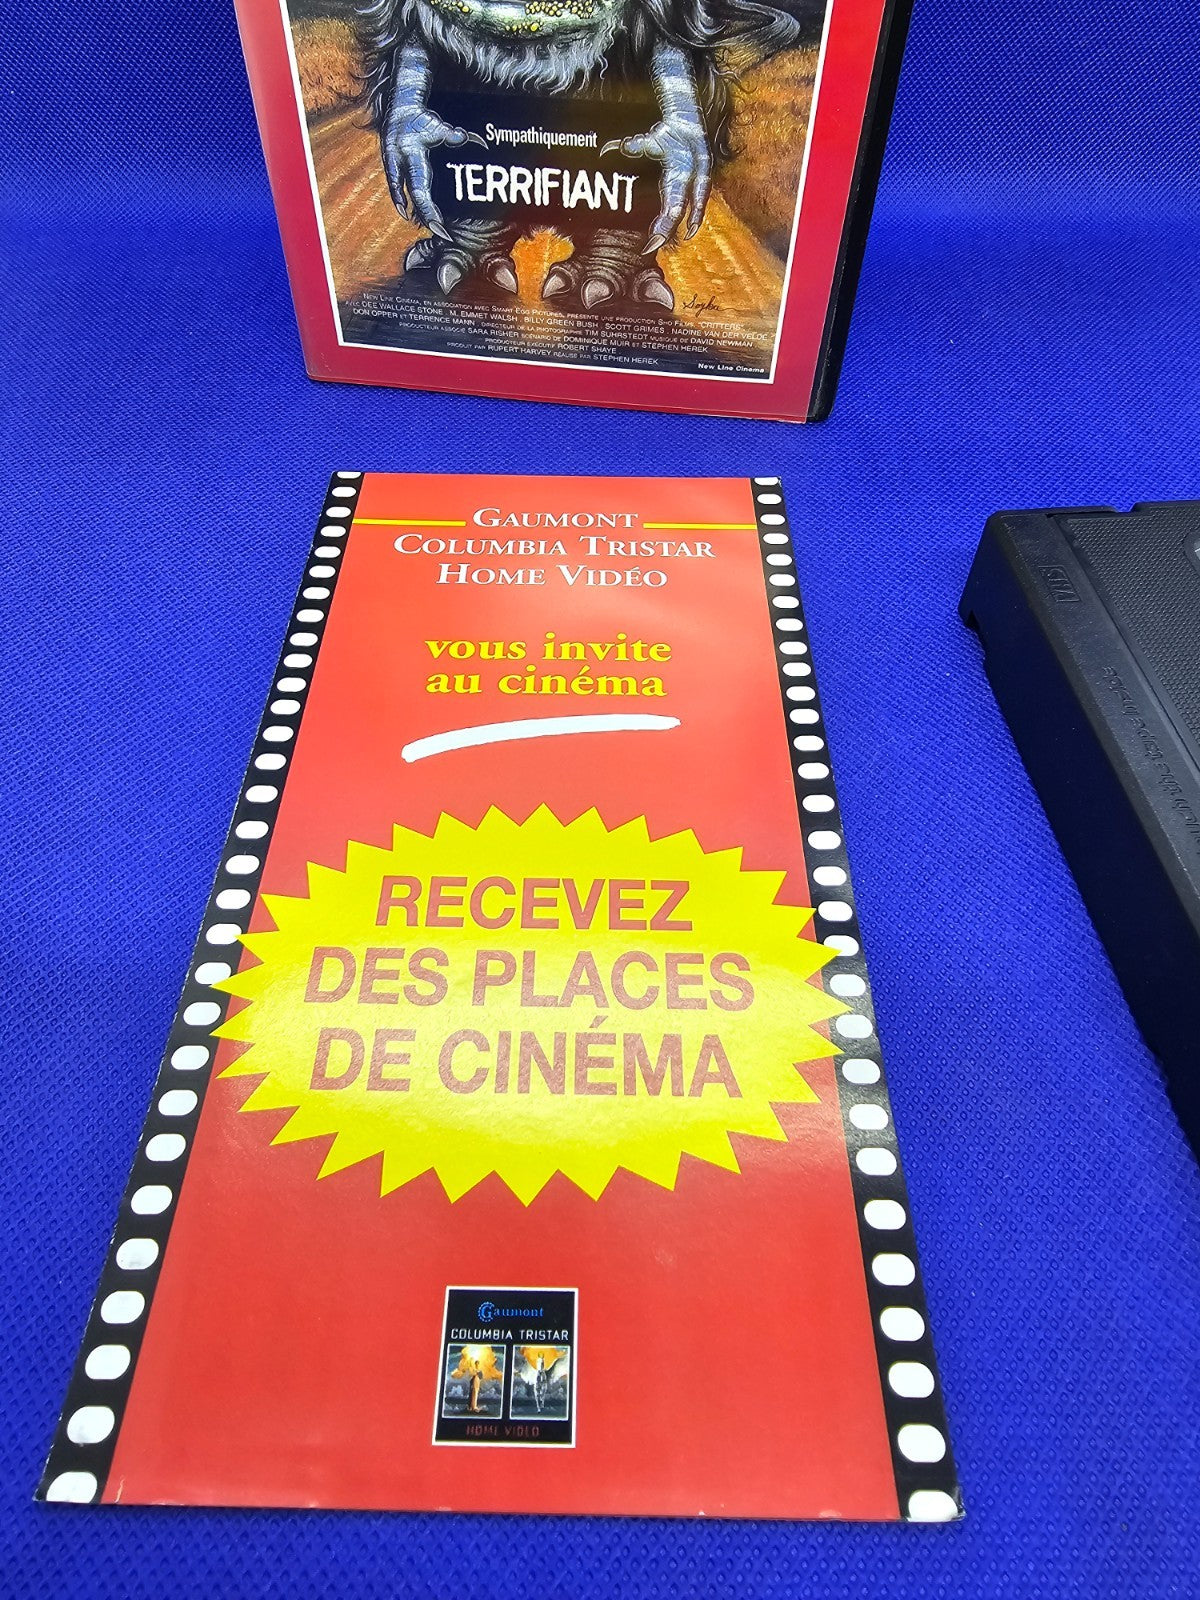 Sympathiquement
TERRIFIANT
Sophie
NEW LINE CINEMA, EN ASSOCIATION AVEC SMART EGG PICTURES, PRÉSENTE UNE PRODUCTION SHO FILMS, "CRITTERS"
AVEC DEE WALLACE STONE . M. EMMET WALSH . BILLY GREEN BUSH . SCOTT GRIMES . NADINE VAN DER VELDE
DON OPPER ET TERRENCE MANN . DIRECTEUR DE LA PHOTOGRAPHIE TIM SUHRSTEDT MUSIQUE DE DAVID NEWMAN
PRODUCTEUR ASSOCIÉ SARA RISHER SCÉNARIO DE DOMINIQUE MUIR ET STEPHEN HEREK
PRODUCTEUR EXÉCUTIF ROBERT SHAYE
PRODUIT PAR RUPERT HARVEY RÉALISÉ PAR STEPHEN HEREK
New Line Cinema
GAUMONT
COLUMBIA TRISTAR
HOME VIDÉO
vous invite
au cinéma
RECEVEZ
DES PLACES
DE CINÉMA
Gaumont
COLUMBIA TRISTAR
HOME VIDEO
VHS